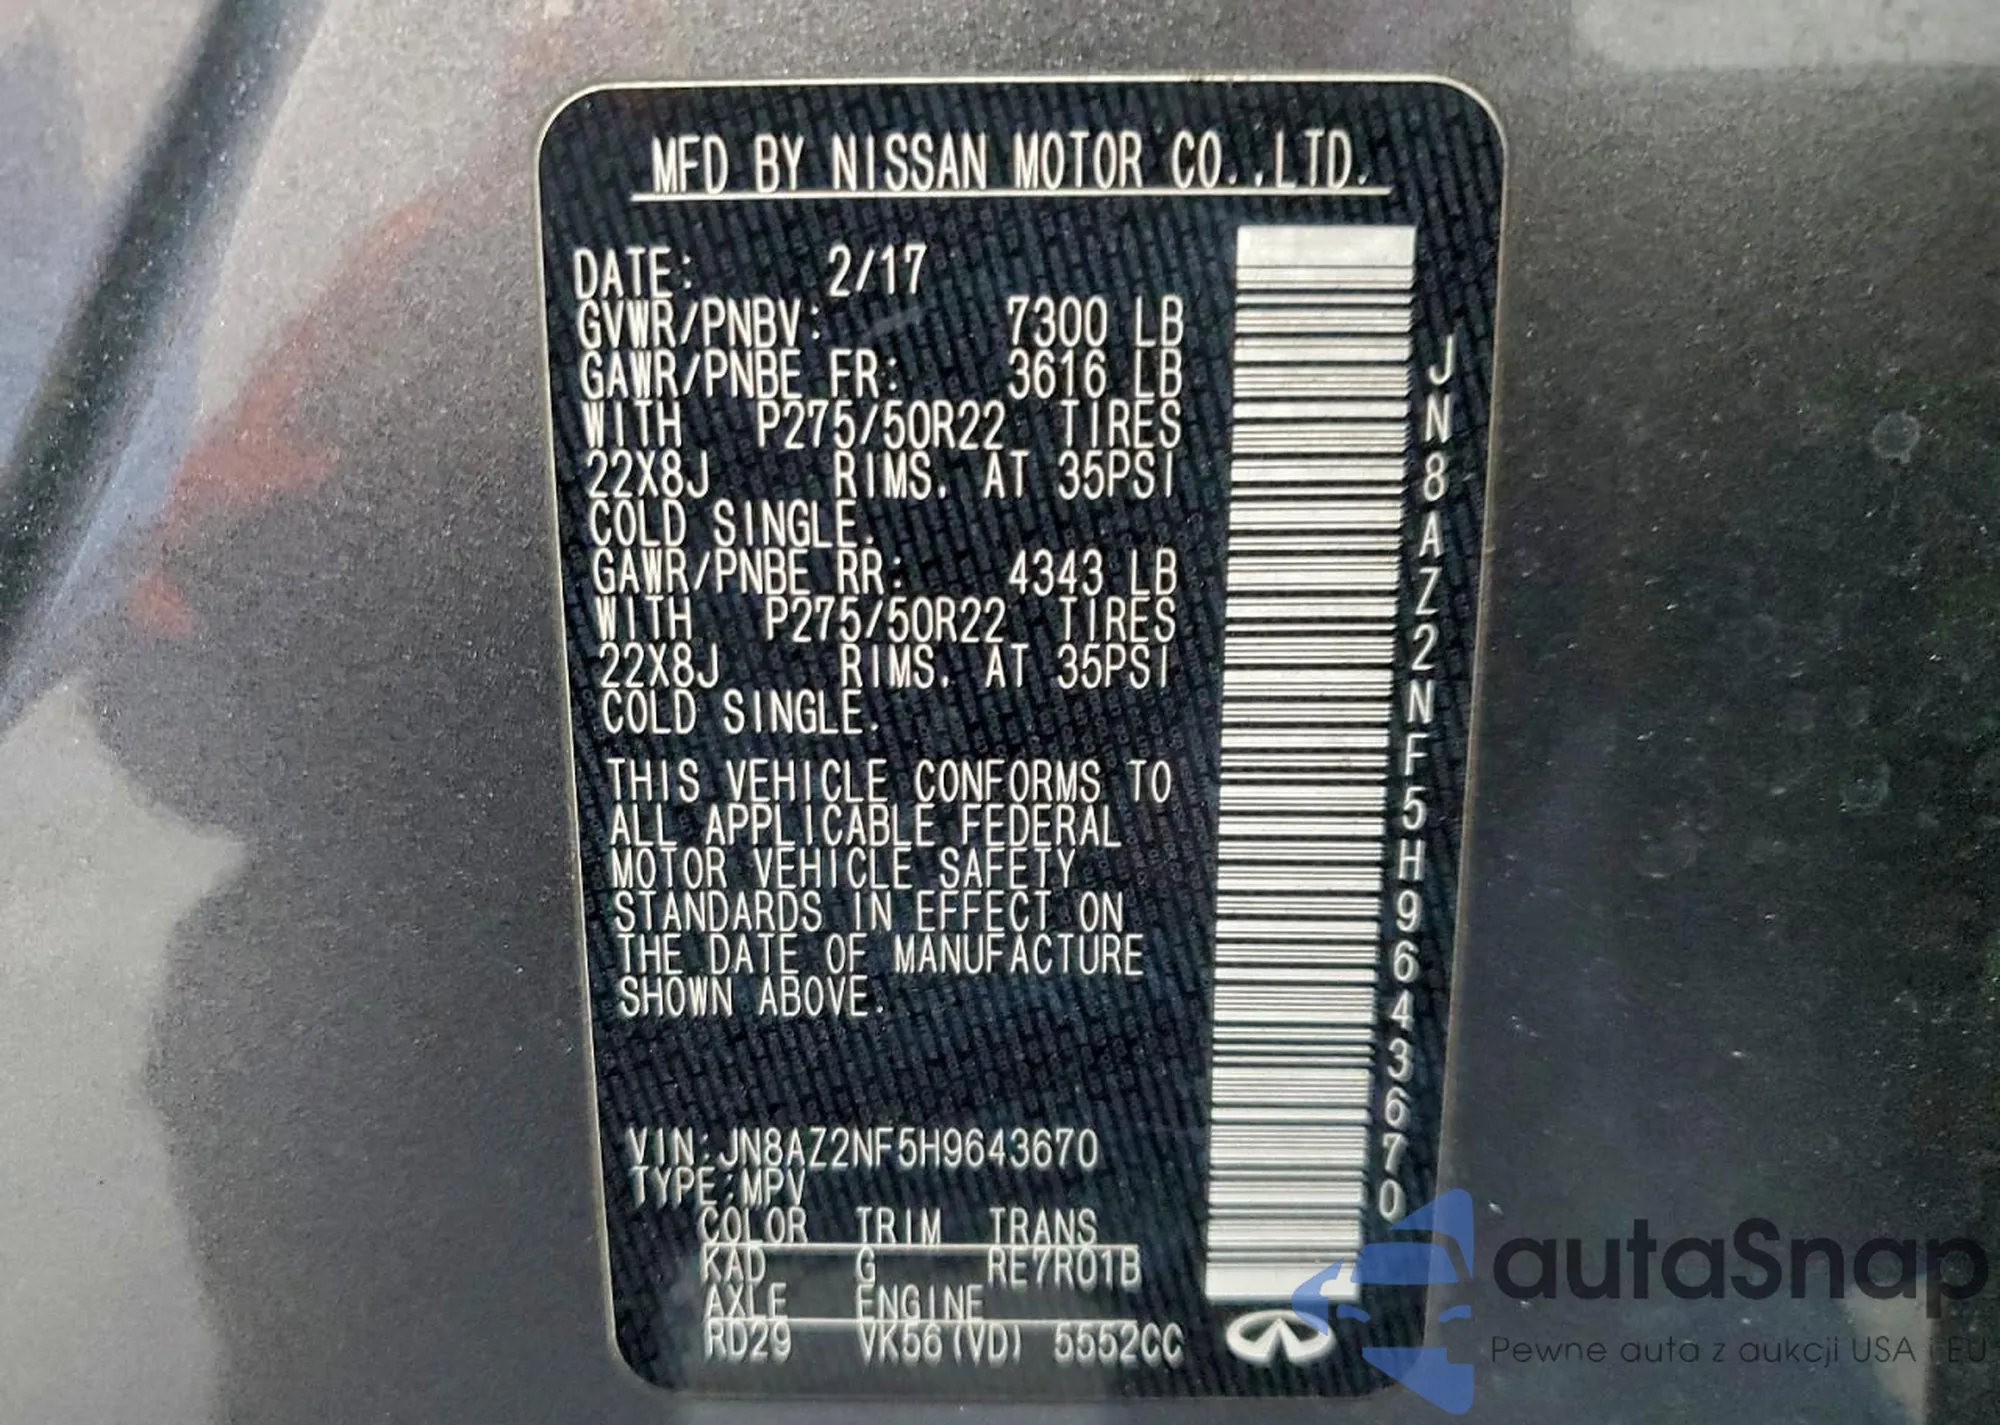 MFD BY NISSAN MOTOR CO.,LTD.
DATE: 2/17
GVWR/PNBV: 7300 LB
GAWR/PNBE FR: 3616 LB
WITH P275/50R22 TIRES
22X8J RIMS. AT 35PSI
COLD SINGLE.
GAWR/PNBE RR: 4343 LB
WITH P275/50R22 TIRES
22X8J RIMS. AT 35PSI
COLD SINGLE.
THIS VEHICLE CONFORMS TO
ALL APPLICABLE FEDERAL
MOTOR VEHICLE SAFETY
STANDARDS IN EFFECT ON
THE DATE OF MANUFACTURE
SHOWN ABOVE.
VIN:JN8AZ2NF5H9643670
TYPE:MPV
COLOR TRIM TRANS
KAD G RE7R01B
AXLE ENGINE
RD29 VK56(VD) 5552CC
JN8AZ2NF5H9643670
autaSnap
Pewne auta z aukcji USA i EU